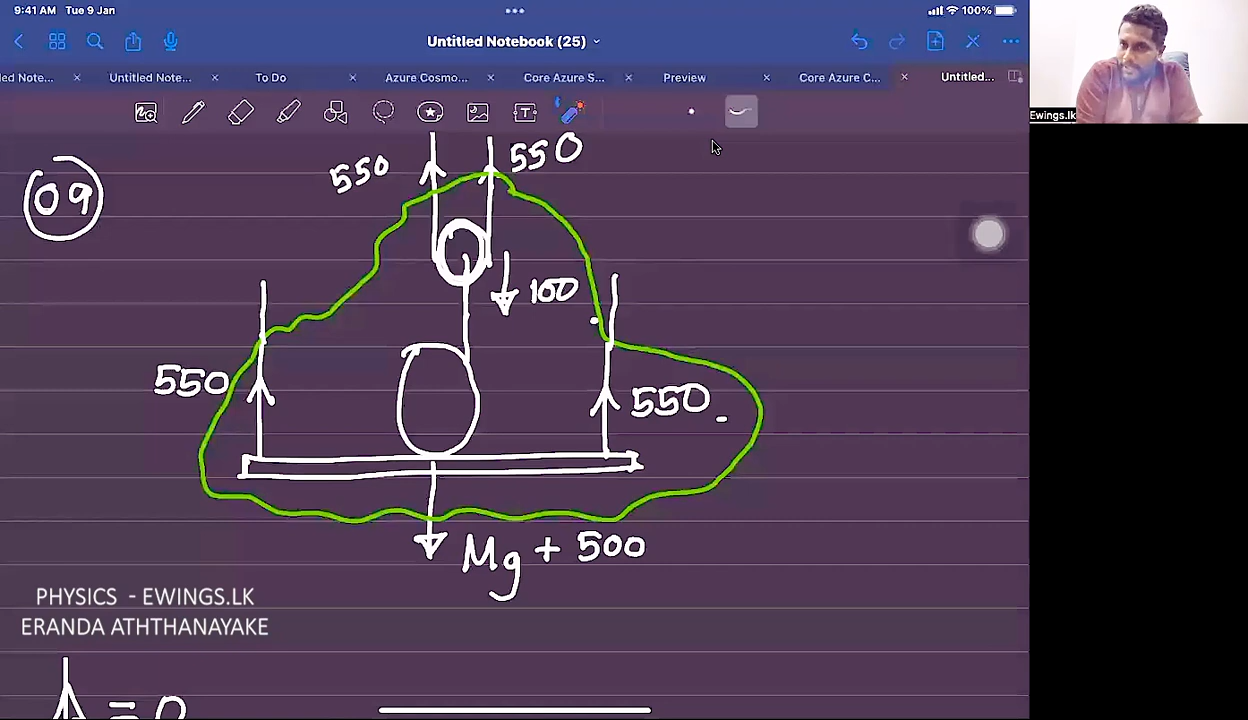 9:41 AM Tue 9 Jan
100%
Untitled Notebook (25)
led Note...
Untitled Note...
To Do
Azure Cosmo...
Core Azure S...
Preview
Core Azure C...
Untitled...
Ewings.lk
09
550
550
100
550
550
Mg + 500
PHYSICS - EWINGS.LK
ERANDA ATHTHANAYAKE
= 0